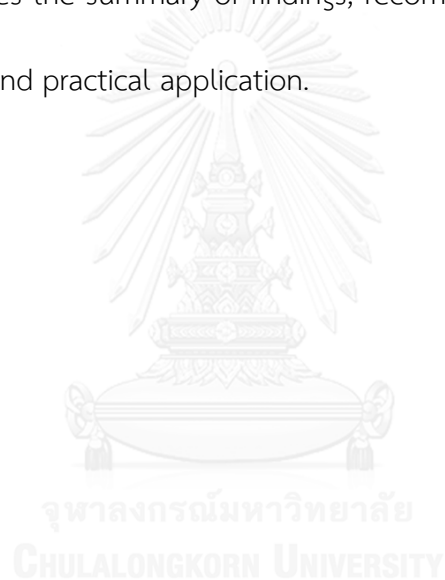 es the summary of findings, recom
nd practical application.
จุฬาลงกรณ์มหาวิทยาลัย
CHULALONGKORN UNIVERSITY